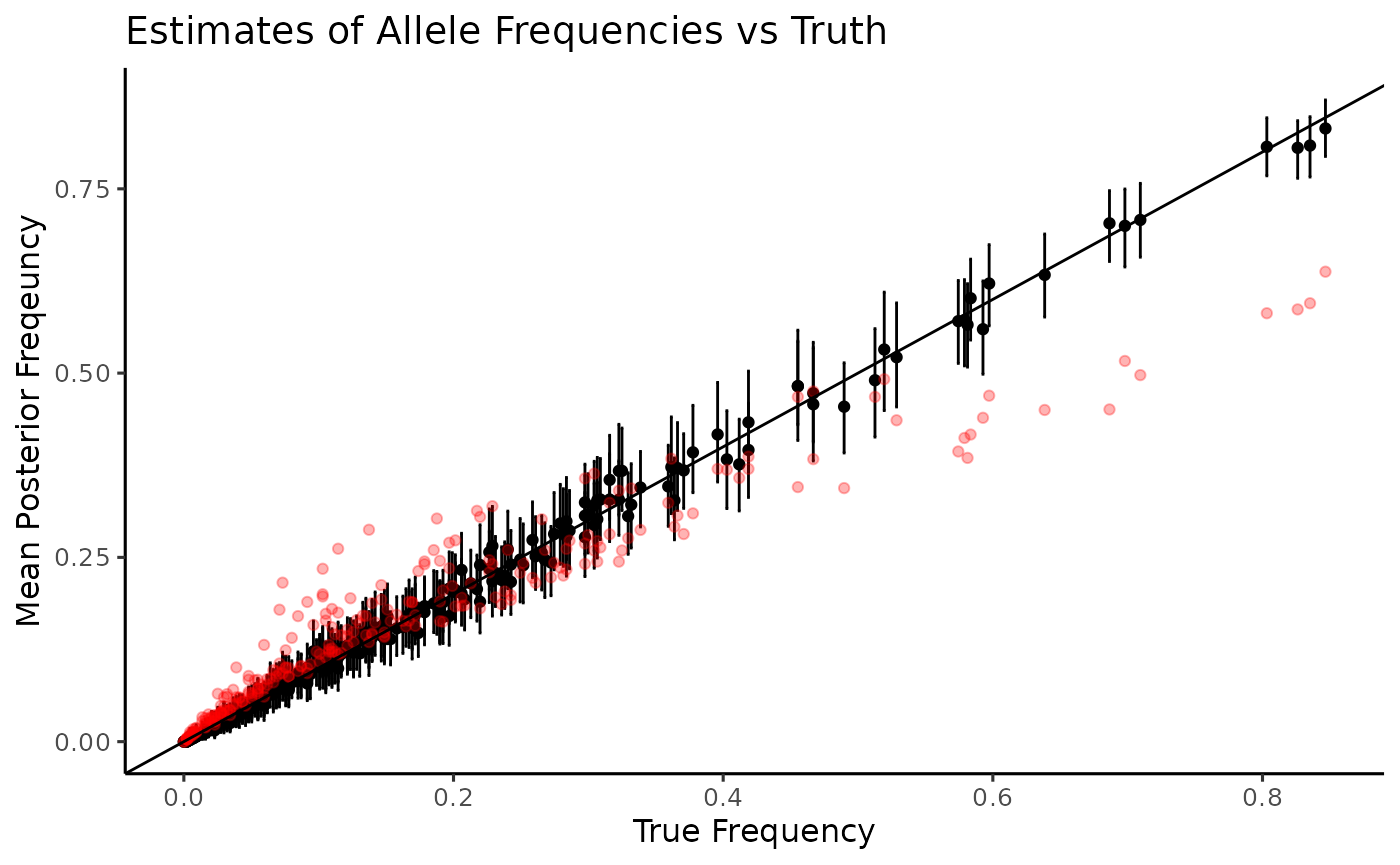 Estimates of Allele Frequencies vs Truth
Mean Posterior Freqeuncy
0.75
0.50
0.25
0.00
0.0 0.2 0.4 0.6 0.8
True Frequency